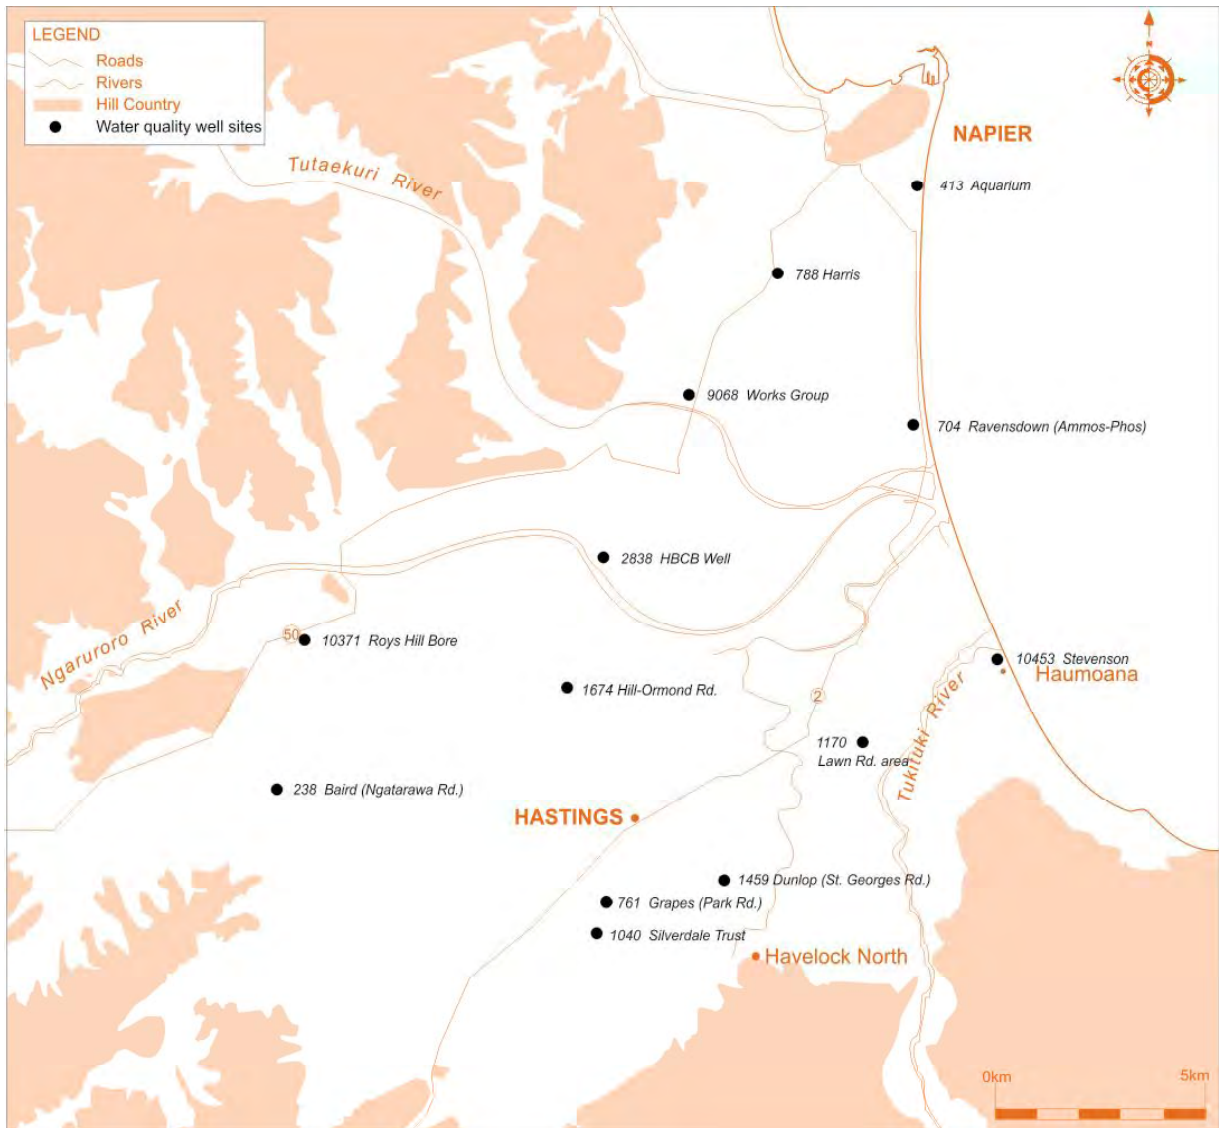 LEGEND
Roads
Rivers
Hill Country
Water quality well sites
N
NAPIER
Tutaekuri River
413 Aquarium
788 Harris
9068 Works Group
704 Ravensdown (Ammos-Phos)
2838 HBCB Well
Ngaruroro River
50
10371 Roys Hill Bore
10453 Stevenson
Haumoana
1674 Hill-Ormond Rd.
2
Tukituki River
1170
Lawn Rd. area
238 Baird (Ngatarawa Rd.)
HASTINGS
1459 Dunlop (St. Georges Rd.)
761 Grapes (Park Rd.)
1040 Silverdale Trust
Havelock North
0km 5km